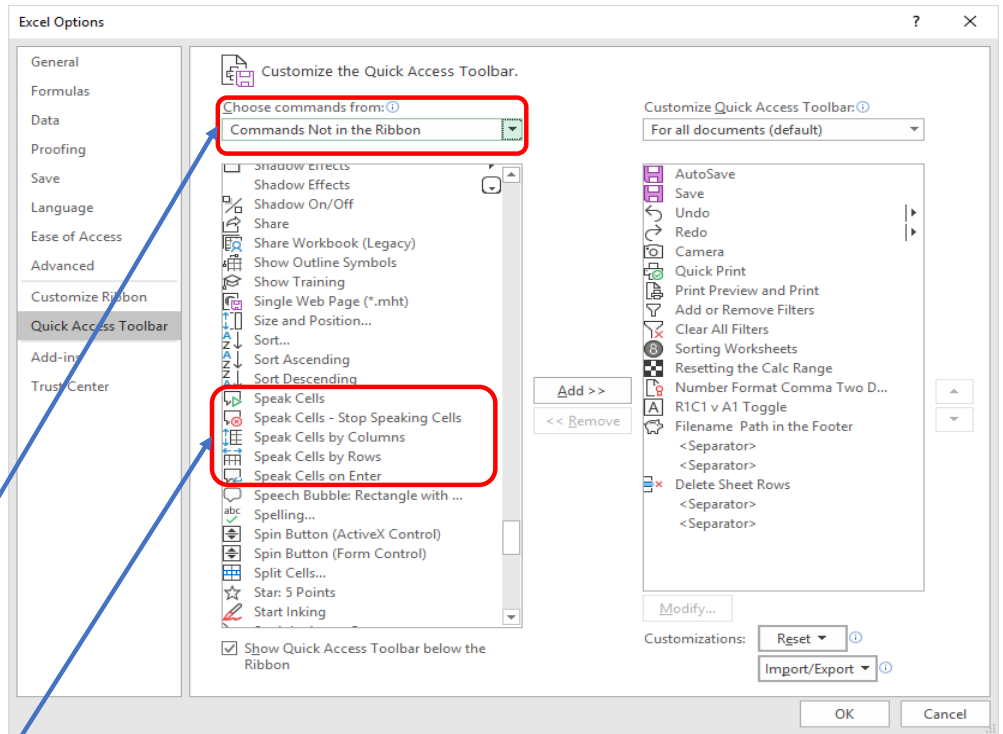 Excel Options
?
General
Formulas
Data
Proofing
Save
Language
Ease of Access
Advanced
Customize Ribbon
Quick Access Toolbar
Add-ins
Trust Center
Customize the Quick Access Toolbar.
Choose commands from:
Commands Not in the Ribbon
Shadow Effects
Shadow Effects
Shadow On/Off
Share
Share Workbook (Legacy)
Show Outline Symbols
Show Training
Single Web Page (*.mht)
Size and Position...
Sort...
Sort Ascending
Sort Descending
Speak Cells
Speak Cells - Stop Speaking Cells
Speak Cells by Columns
Speak Cells by Rows
Speak Cells on Enter
Speech Bubble: Rectangle with ...
Spelling...
Spin Button (ActiveX Control)
Spin Button (Form Control)
Split Cells...
Star: 5 Points
Start Inking
Show Quick Access Toolbar below the
Ribbon
Add >>
<< Remove
Customize Quick Access Toolbar:
For all documents (default)
AutoSave
Save
Undo
Redo
Camera
Quick Print
Print Preview and Print
Add or Remove Filters
Clear All Filters
Sorting Worksheets
Resetting the Calc Range
Number Format Comma Two D...
R1C1 v A1 Toggle
Filename Path in the Footer
<Separator>
<Separator>
Delete Sheet Rows
<Separator>
<Separator>
Modify...
Customizations:
Reset
Import/Export
OK
Cancel